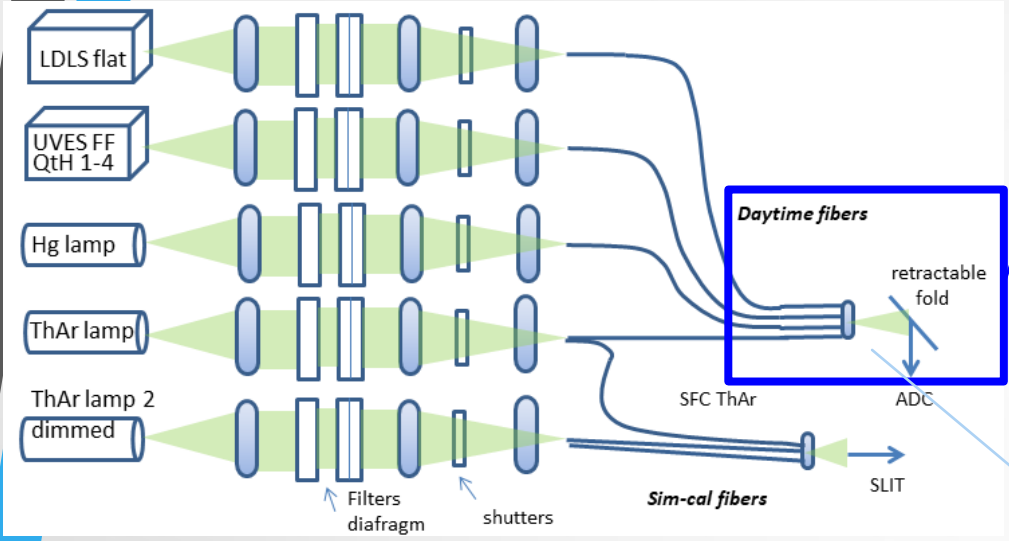 LDLS flat
UVES FF
QtH 1-4
Daytime fibers
Hg lamp
retractable
fold
ThAr lamp
SFC ThAr
ADC
ThAr lamp 2
dimmed
SLIT
Sim-cal fibers
Filters
diafragm
shutters